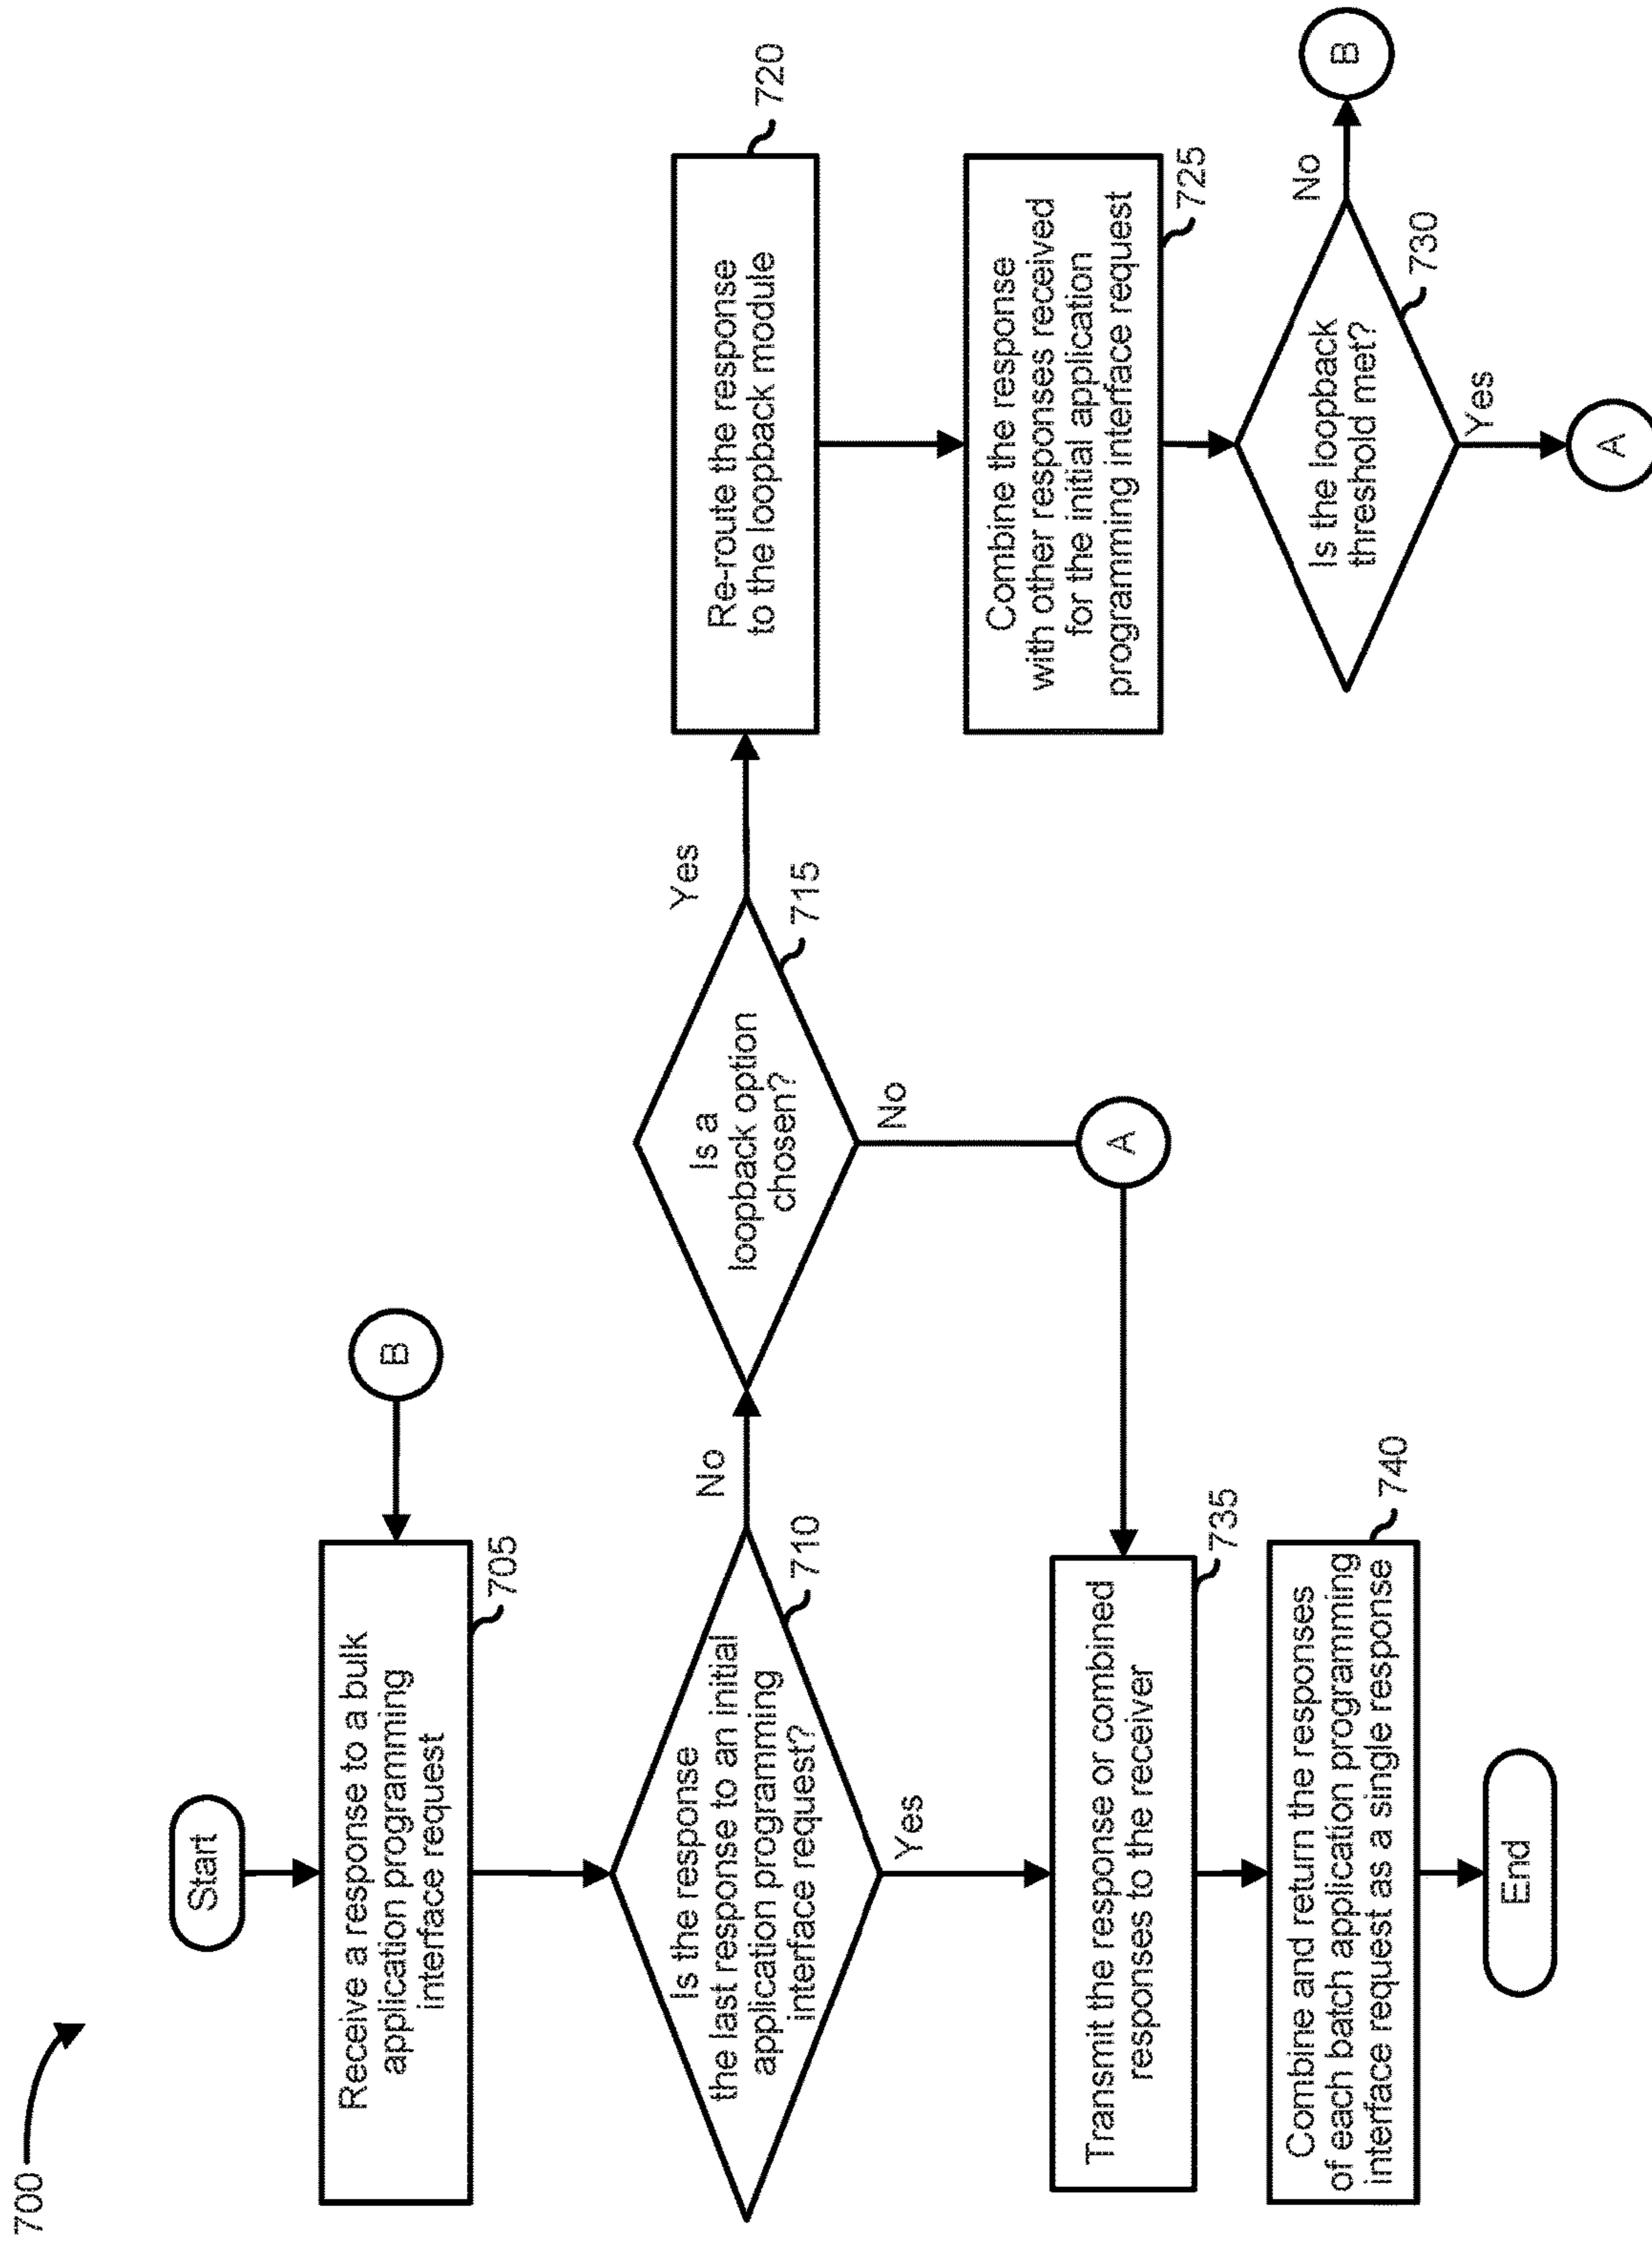 700
Start
Receive a response to a bulk
application programming
interface request
705
B
Is the response
the last response to an initial
application programming
interface request?
710
No
Yes
Is a
loopback option
chosen?
715
Yes
No
A
Re-route the response
to the loopback module
720
Combine the response
with other responses received
for the initial application
programming interface request
725
Is the loopback
threshold met?
730
No
B
Yes
A
Transmit the response or combined
responses to the receiver
735
Combine and return the responses
of each batch application programming
interface request as a single response
740
End